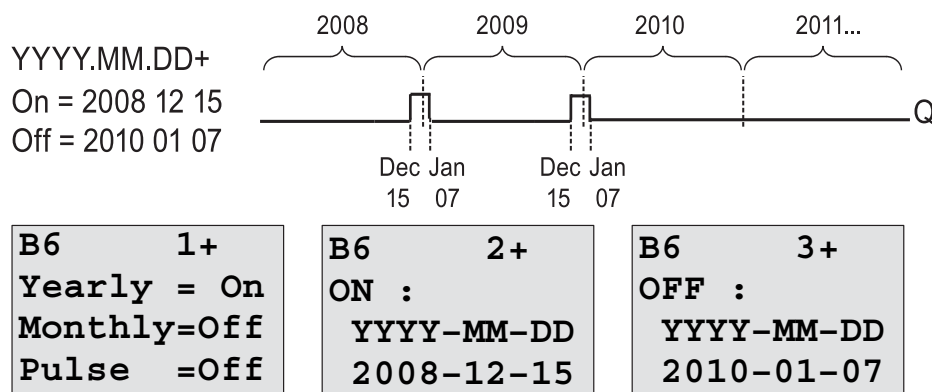 2008 2009 2010 2011...
YYYY.MM.DD+
On = 2008 12 15
Off = 2010 01 07
Q
Dec Jan Dec Jan
15 07 15 07
B6 1+
Yearly = On
Monthly=Off
Pulse =Off
B6 2+
ON :
YYYY-MM-DD
2008-12-15
B6 3+
OFF :
YYYY-MM-DD
2010-01-07